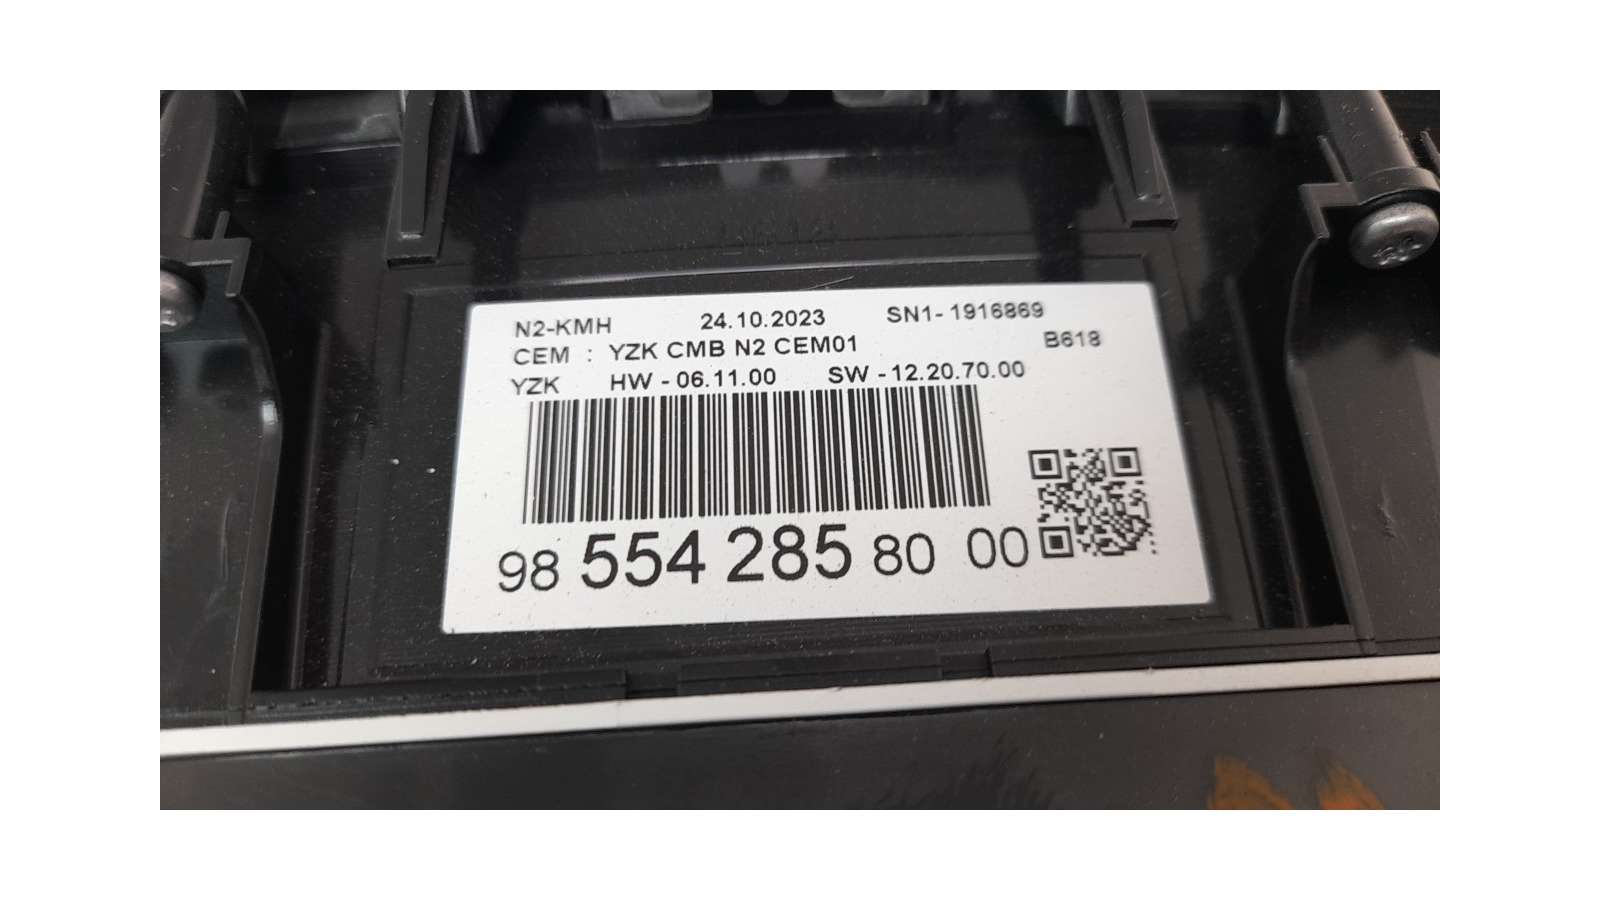 N2-KMH 24.10.2023 SN1- 1916869
CEM : YZK CMB N2 CEM01 B618
YZK HW - 06.11.00 SW - 12.20.70.00
98 554 285 80 00